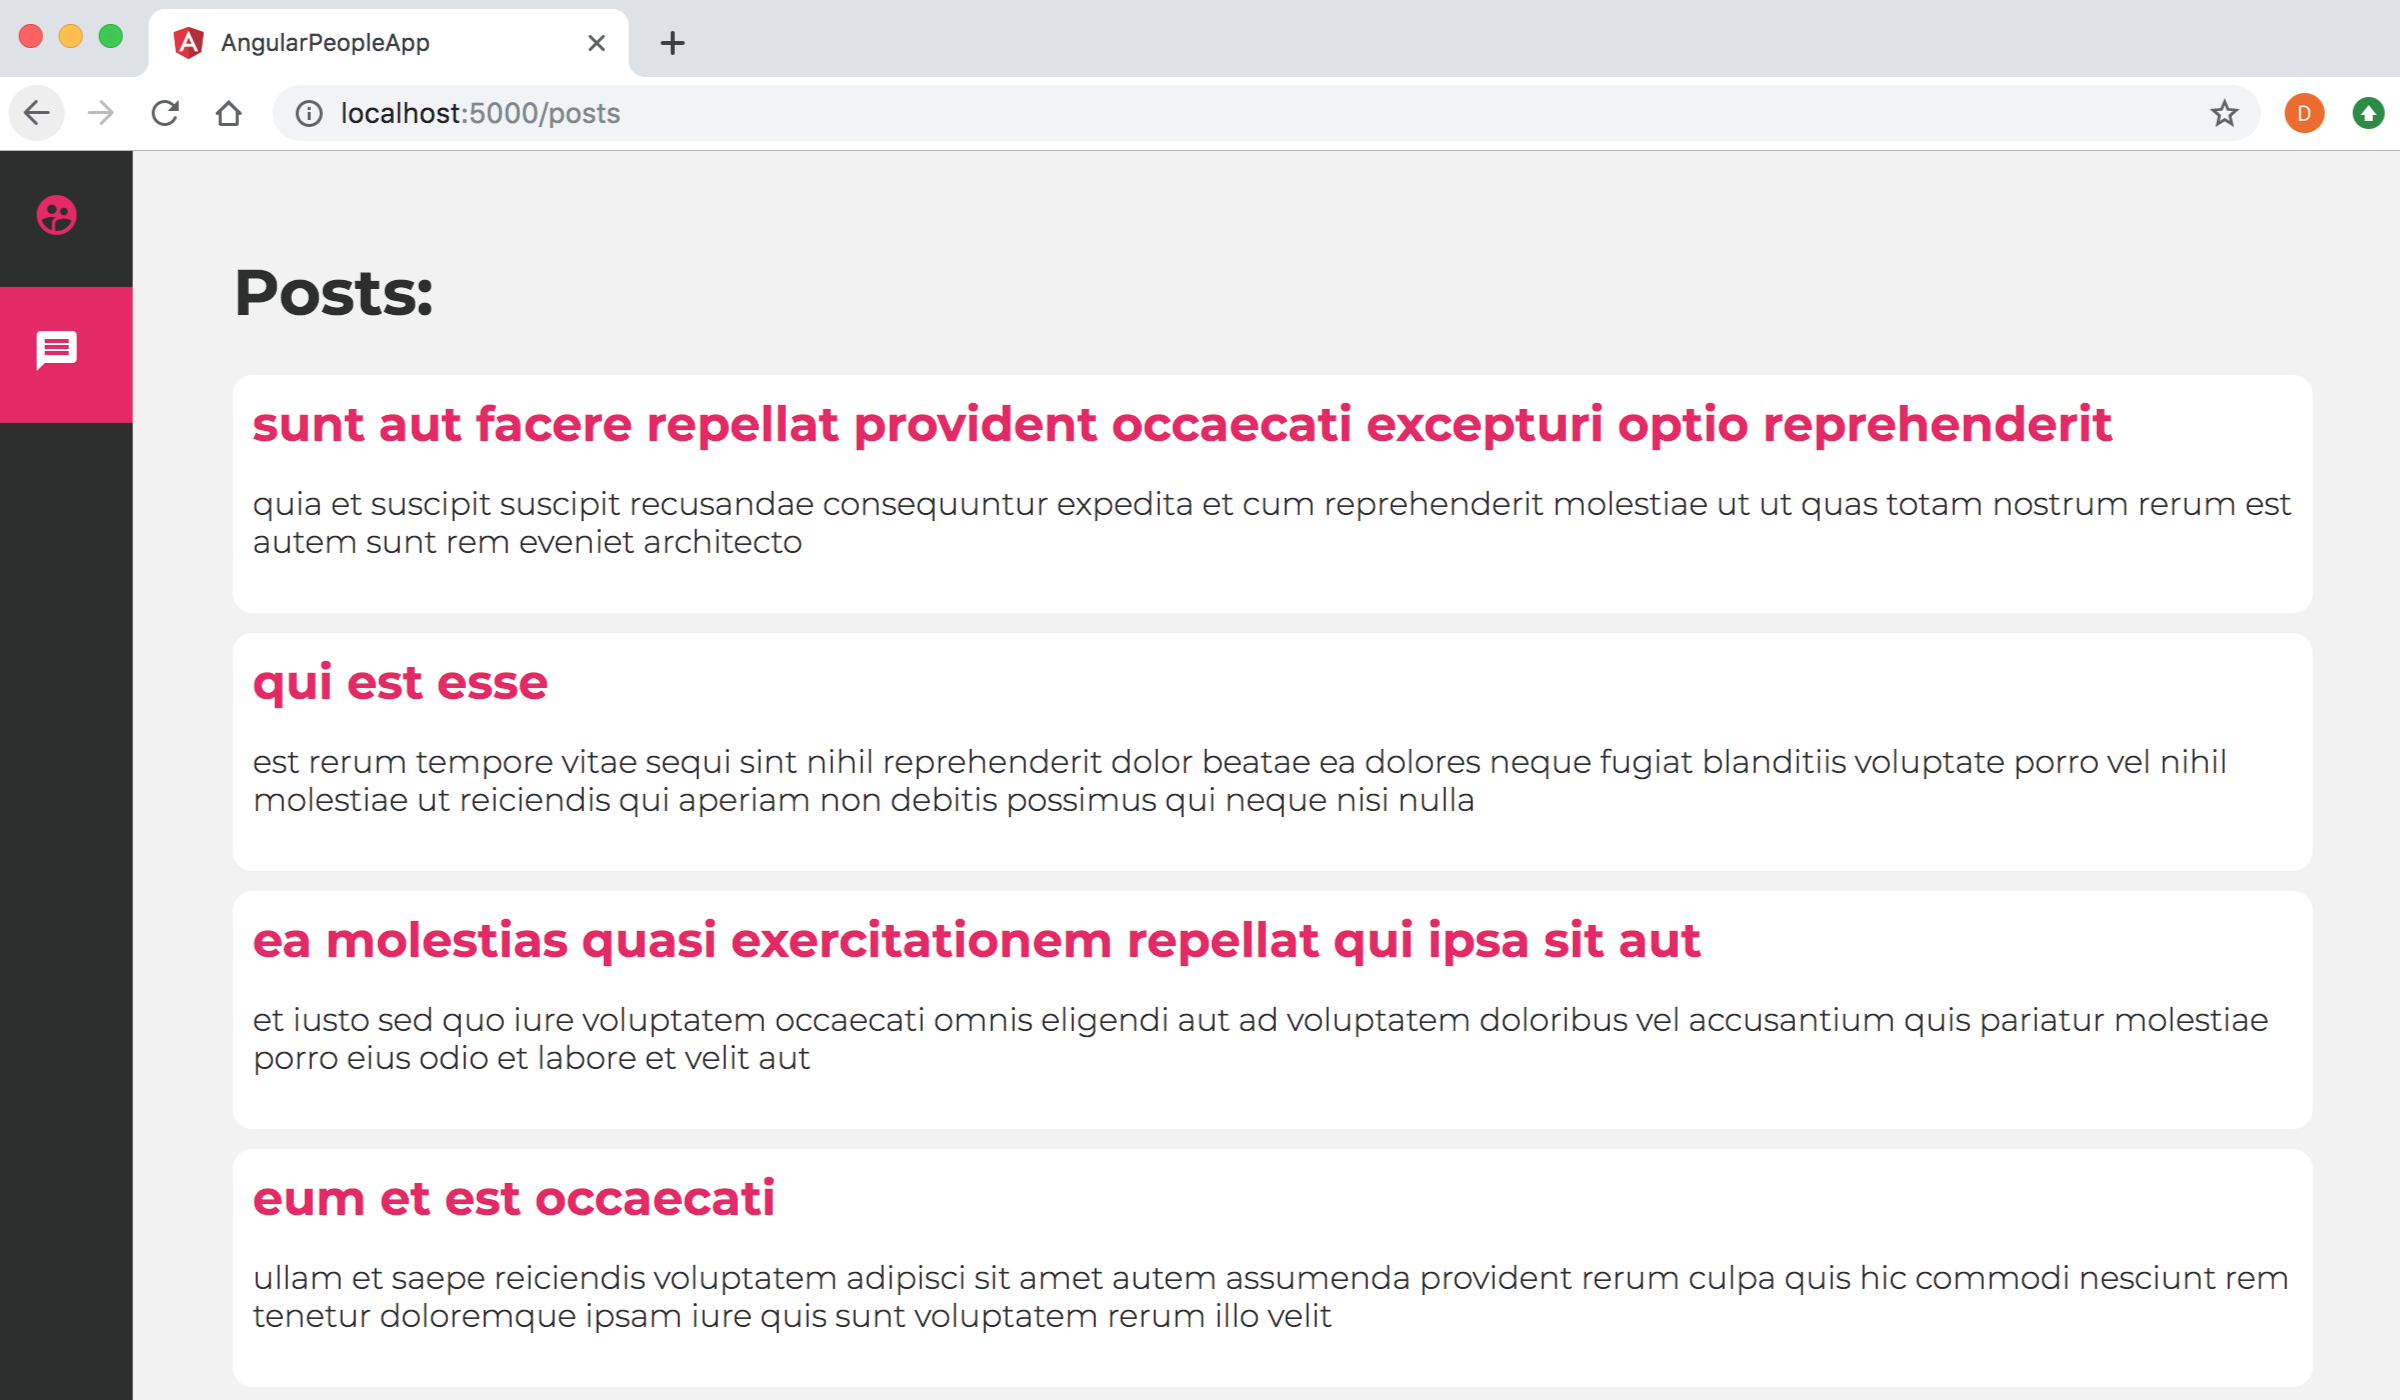 AngularPeopleApp
localhost:5000/posts
D
Posts:
sunt aut facere repellat provident occaecati excepturi optio reprehenderit
quia et suscipit suscipit recusandae consequuntur expedita et cum reprehenderit molestiae ut ut quas totam nostrum rerum est
autem sunt rem eveniet architecto
qui est esse
est rerum tempore vitae sequi sint nihil reprehenderit dolor beatae ea dolores neque fugiat blanditiis voluptate porro vel nihil
molestiae ut reiciendis qui aperiam non debitis possimus qui neque nisi nulla
ea molestias quasi exercitationem repellat qui ipsa sit aut
et iusto sed quo iure voluptatem occaecati omnis eligendi aut ad voluptatem doloribus vel accusantium quis pariatur molestiae
porro eius odio et labore et velit aut
eum et est occaecati
ullam et saepe reiciendis voluptatem adipisci sit amet autem assumenda provident rerum culpa quis hic commodi nesciunt rem
tenetur doloremque ipsam iure quis sunt voluptatem rerum illo velit